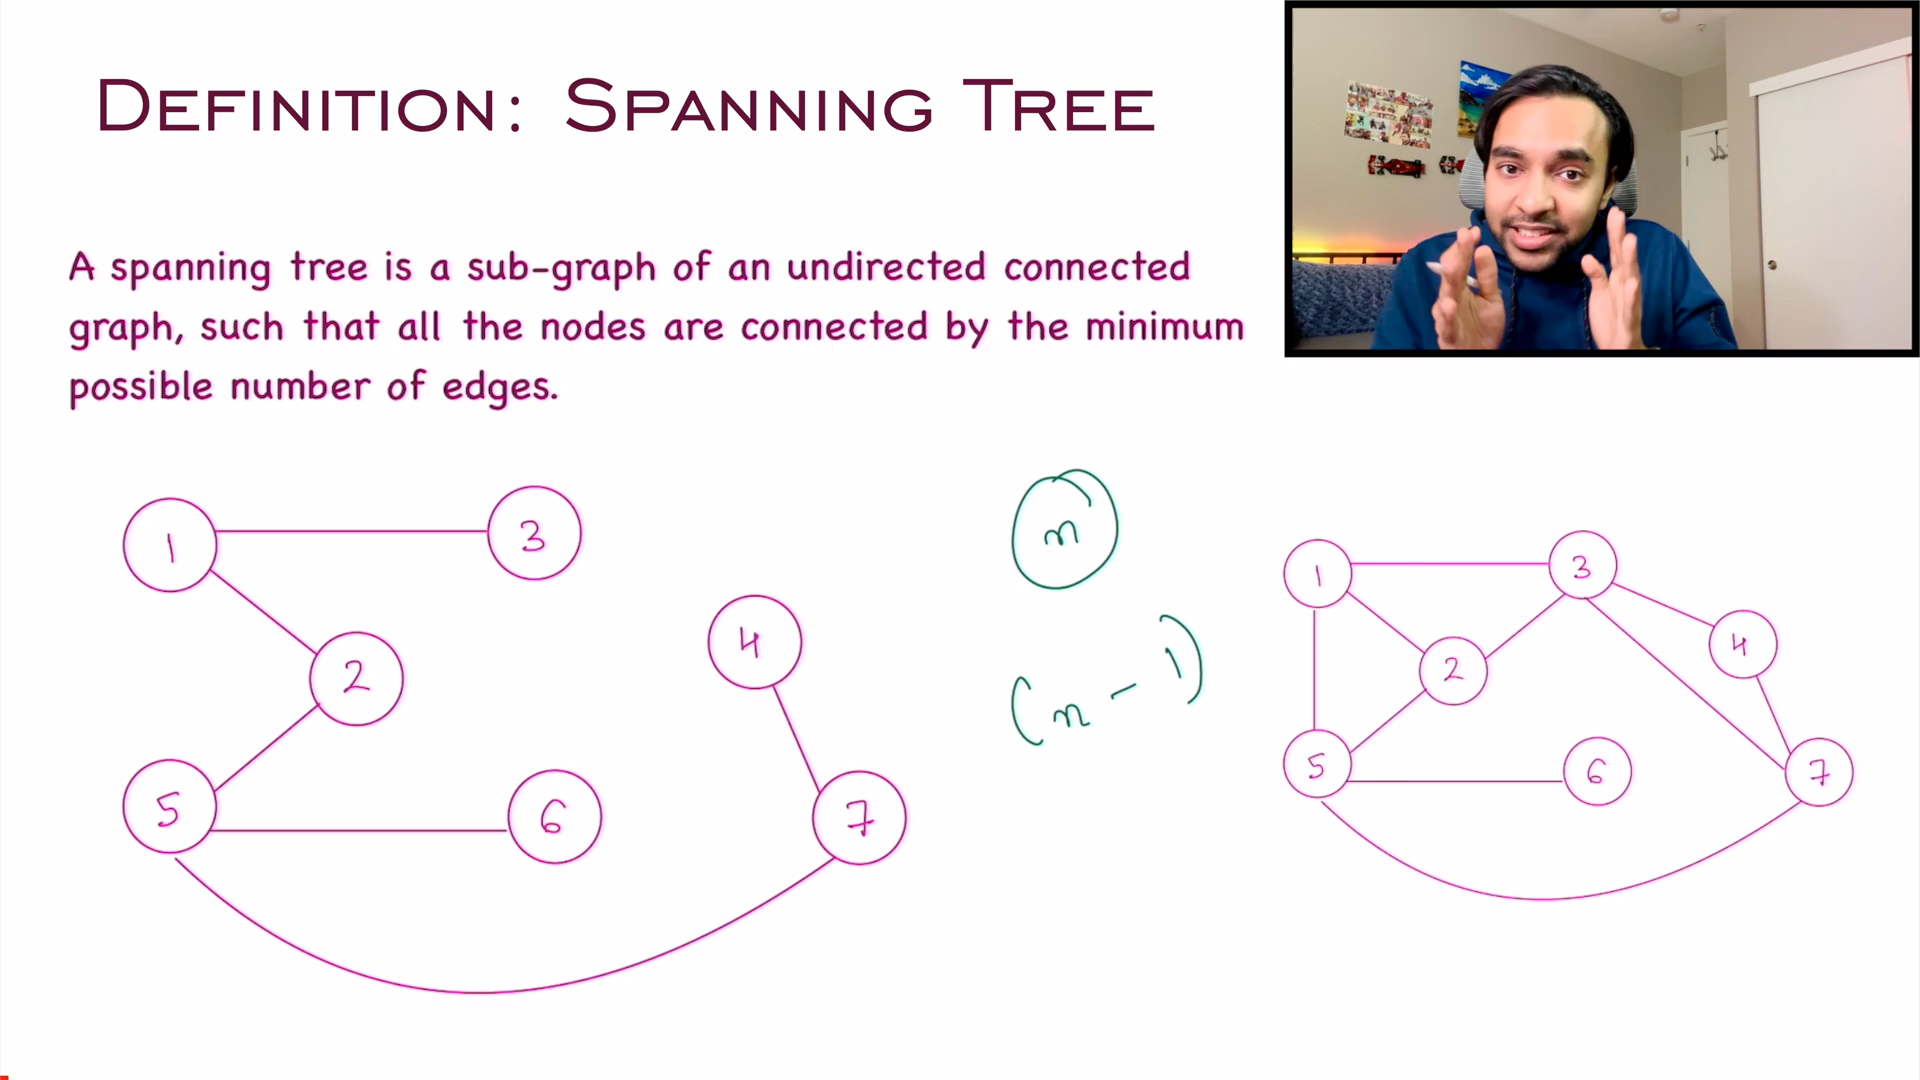 DEFINITION: SPANNING TREE
A spanning tree is a sub-graph of an undirected connected
graph, such that all the nodes are connected by the minimum
possible number of edges.
1
3
2
4
5
6
7
n
(n - 1)
1
3
2
4
5
6
7